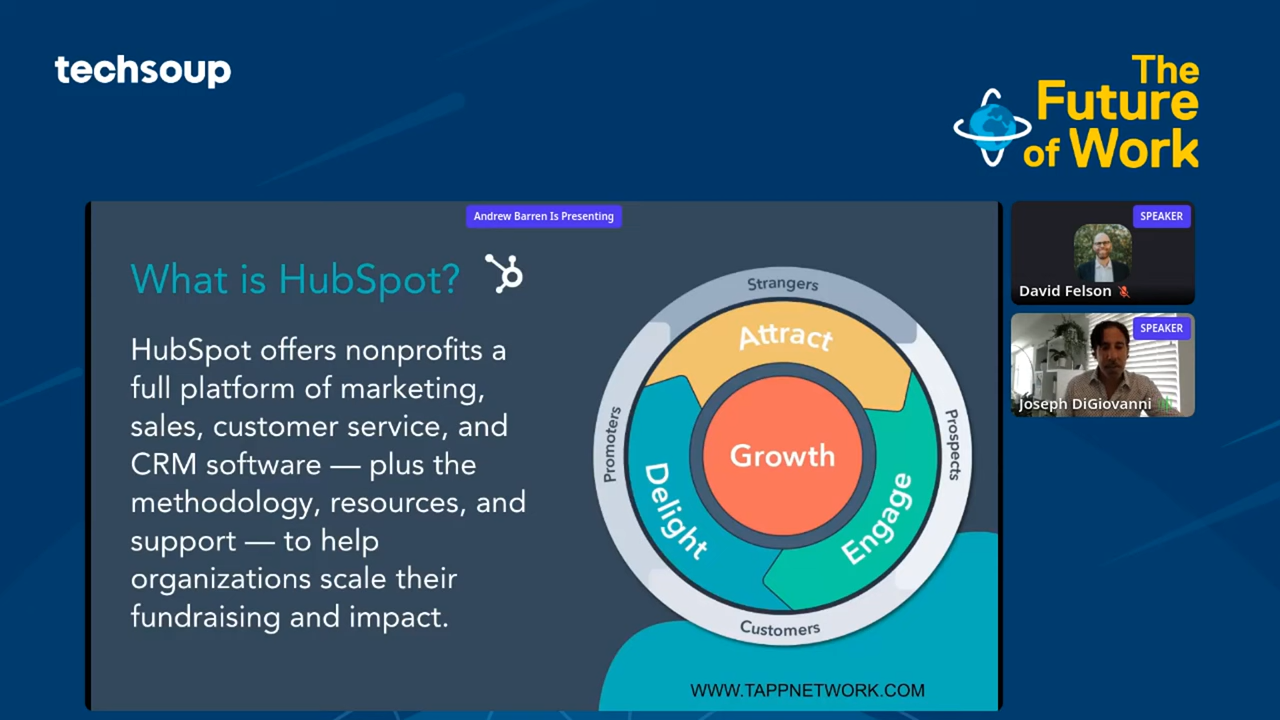 techsoup
The
Future
of Work
Andrew Barren Is Presenting
What is HubSpot?
HubSpot offers nonprofits a
full platform of marketing,
sales, customer service, and
CRM software — plus the
methodology, resources, and
support — to help
organizations scale their
fundraising and impact.
Strangers
Attract
Promoters
Growth
Prospects
Delight
Engage
Customers
WWW.TAPPNETWORK.COM
SPEAKER
David Felson
SPEAKER
Joseph DiGiovanni